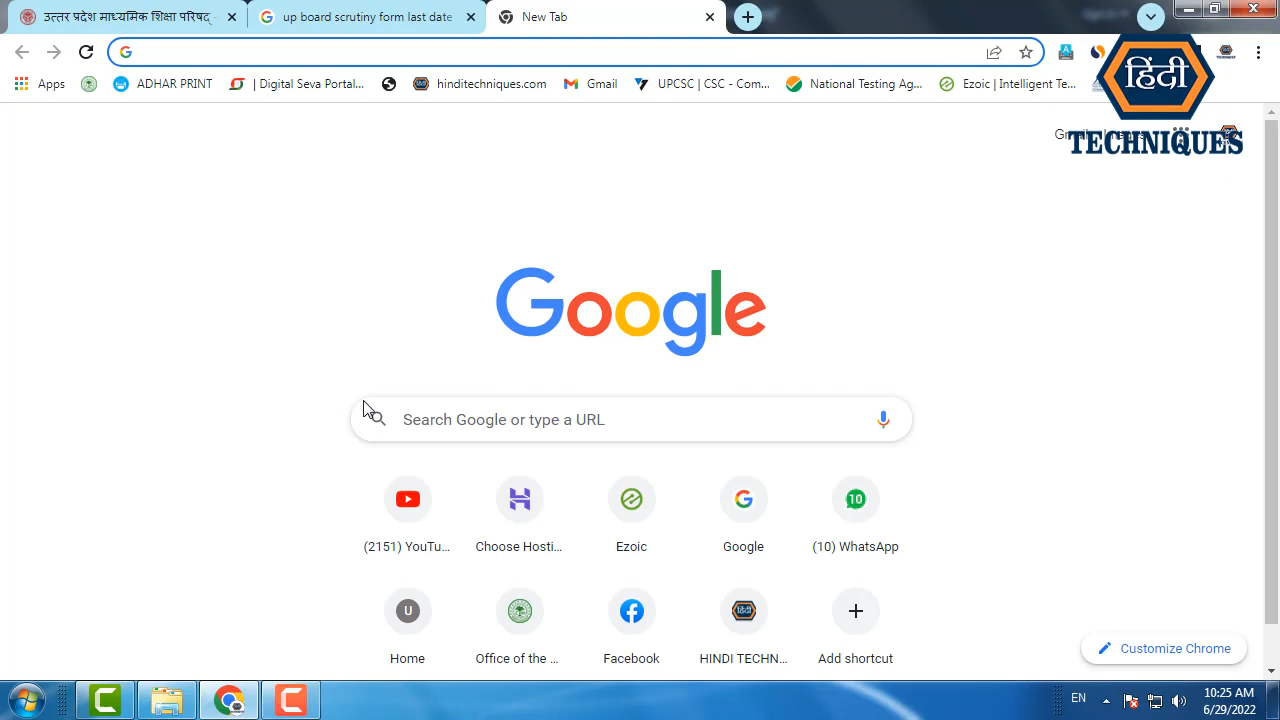 उत्तर प्रदेश माध्यमिक शिक्षा परिषद् -
up board scrutiny form last date
New Tab
Apps
ADHAR PRINT
| Digital Seva Portal...
hinditechniques.com
Gmail
UPCSC | CSC - Com...
National Testing Ag...
Ezoic | Intelligent Te...
हिंदी
TECHNIQUES
Google
Search Google or type a URL
(2151) YouTu...
Choose Hosti...
Ezoic
Google
10
(10) WhatsApp
U
Home
Office of the ...
Facebook
HINDI TECHN...
Add shortcut
Customize Chrome
EN
10:25 AM
6/29/2022